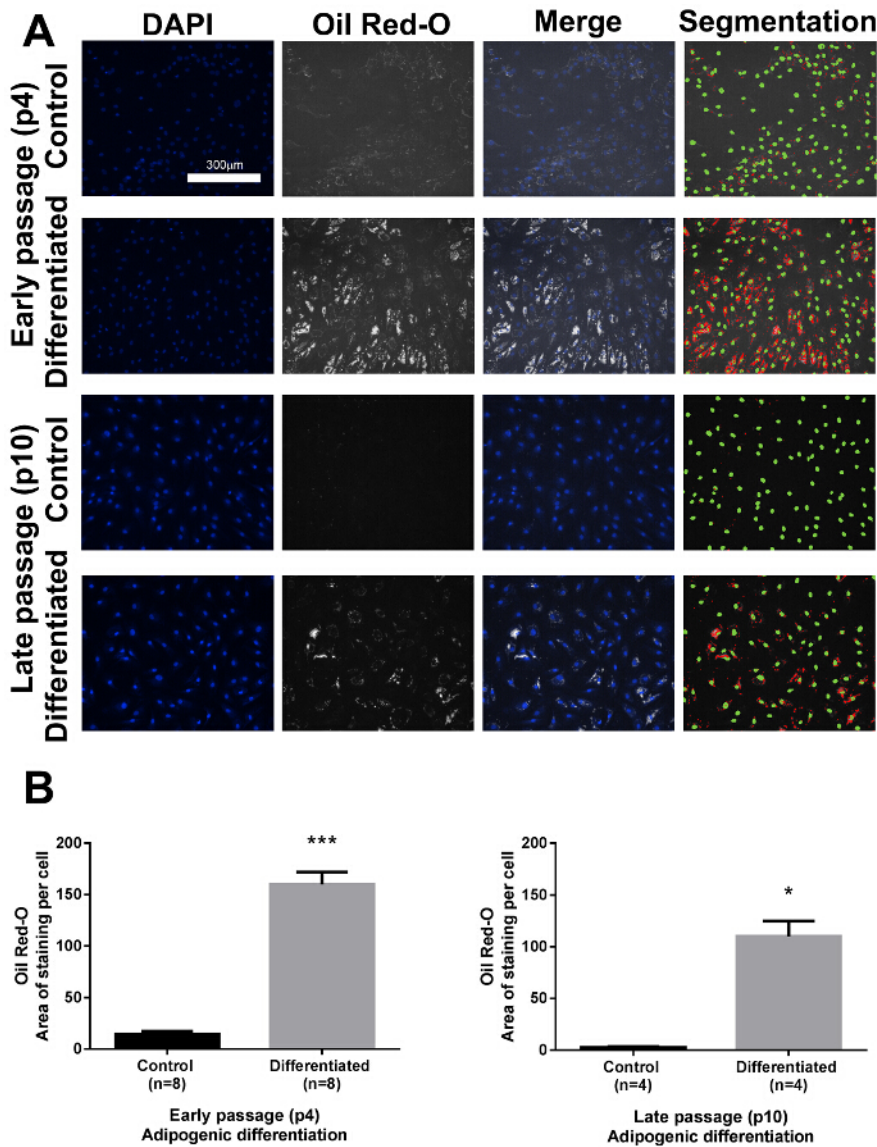 A
DAPI
Oil Red-O
Merge
Segmentation
Early passage (p4)
Control
Differentiated
300µm
Late passage (p10)
Control
Differentiated
B
Oil Red-O
Area of staining per cell
200
150
100
50
0
***
Control
(n=8)
Differentiated
(n=8)
Early passage (p4)
Adipogenic differentiation
Oil Red-O
Area of staining per cell
200
150
100
50
0
*
Control
(n=4)
Differentiated
(n=4)
Late passage (p10)
Adipogenic differentiation